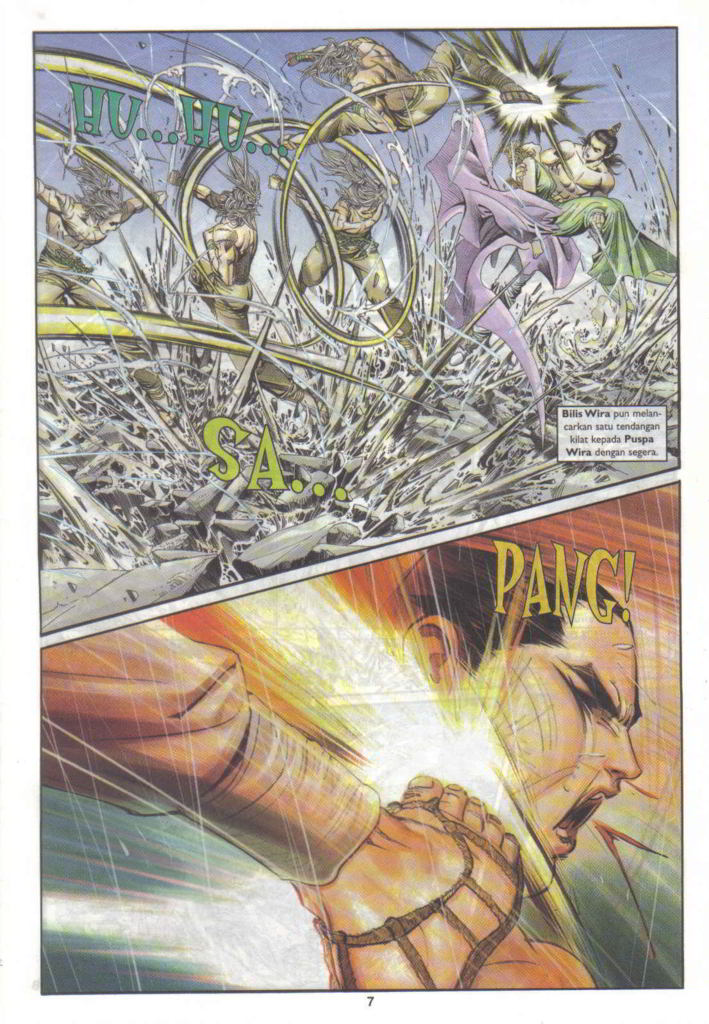 HU...HU...
SA...
Bilis Wira pun melan-
carkan satu tendangan
kilat kepada Puspa
Wira dengan segera.
PANG!
7